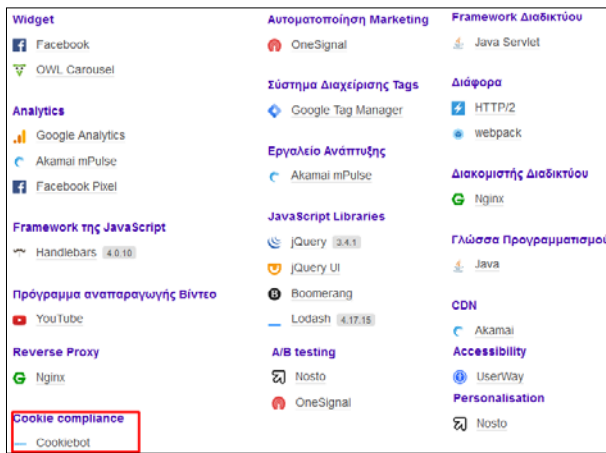 Widget
Facebook
OWL Carousel
Analytics
Google Analytics
Akamai mPulse
Facebook Pixel
Framework της JavaScript
Handlebars 4.0.10
Πρόγραμμα αναπαραγωγής Βίντεο
YouTube
Reverse Proxy
Nginx
Cookie compliance
Cookiebot
Αυτοματοποίηση Marketing
OneSignal
Σύστημα Διαχείρισης Tags
Google Tag Manager
Εργαλείο Ανάπτυξης
Akamai mPulse
JavaScript Libraries
jQuery 3.4.1
jQuery UI
Boomerang
Lodash 4.17.15
A/B testing
Nosto
OneSignal
Framework Διαδικτύου
Java Servlet
Διάφορα
HTTP/2
webpack
Διακομιστής Διαδικτύου
Nginx
Γλώσσα Προγραμματισμού
Java
CDN
Akamai
Accessibility
UserWay
Personalisation
Nosto